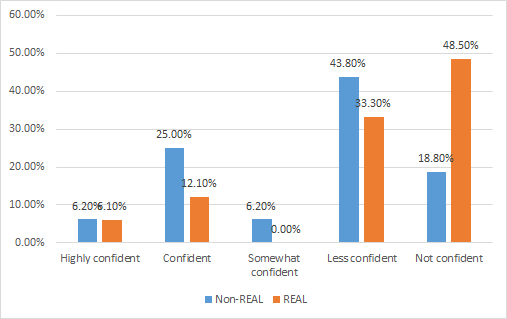 60.00%
50.00%
40.00%
30.00%
20.00%
10.00%
0.00%
6.20% 6.10%
25.00%
12.10%
6.20%
0.00%
43.80%
33.30%
18.80%
48.50%
Highly confident
Confident
Somewhat
confident
Less confident
Not confident
Non-REAL
REAL